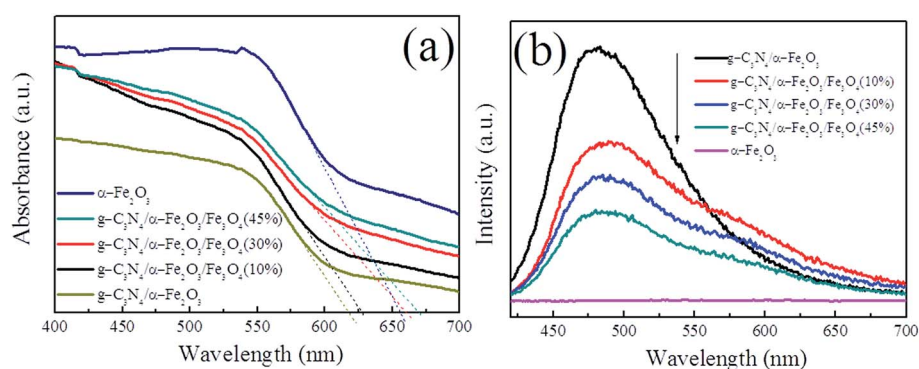 (a)
Absorbance (a.u.)
α-Fe₂O₃
g-C₃N₄/α-Fe₂O₃/Fe₃O₄(45%)
g-C₃N₄/α-Fe₂O₃/Fe₃O₄(30%)
g-C₃N₄/α-Fe₂O₃/Fe₃O₄(10%)
g-C₃N₄/α-Fe₂O₃
400 450 500 550 600 650 700
Wavelength (nm)
(b)
Intensity (a.u.)
g-C₃N₄/α-Fe₂O₃
g-C₃N₄/α-Fe₂O₃/Fe₃O₄(10%)
g-C₃N₄/α-Fe₂O₃/Fe₃O₄(30%)
g-C₃N₄/α-Fe₂O₃/Fe₃O₄(45%)
α-Fe₂O₃
450 500 550 600 650 700
Wavelength (nm)